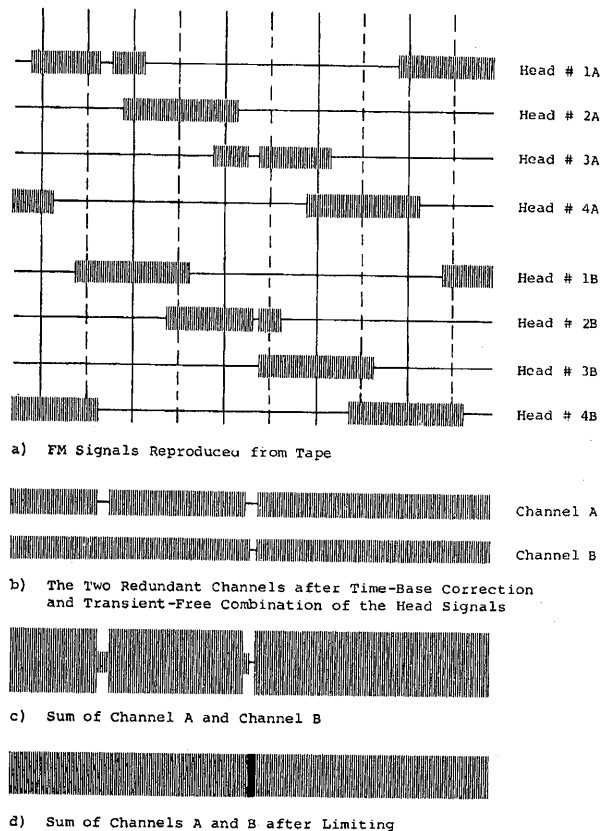 Head # 1A
Head # 2A
Head # 3A
Head # 4A
Head # 1B
Head # 2B
Head # 3B
Head # 4B
a) FM Signals Reproduced from Tape
Channel A
Channel B
b) The Two Redundant Channels after Time-Base Correction
and Transient-Free Combination of the Head Signals
c) Sum of Channel A and Channel B
d) Sum of Channels A and B after Limiting